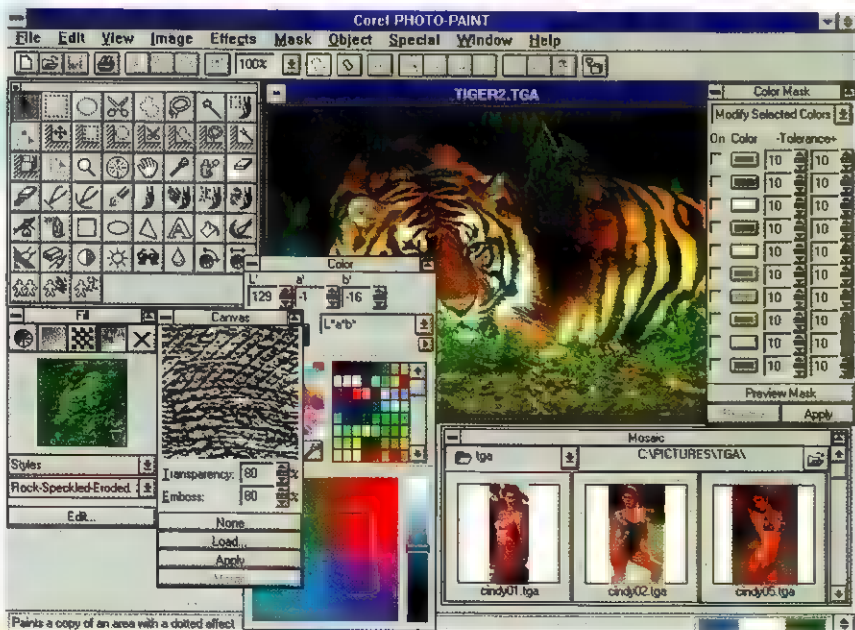 Corel PHOTO-PAINT
File Edit View Image Effects Mask Object Special Window Help
100%
TIGER2.TGA
Color Mask
Modify Selected Colors
On Color -Tolerance+
10 10
10 10
10 10
10 10
10 10
10 10
10 10
10 10
10 10
10 10
Preview Mask
Apply
Color
L' a' b'
129 -1 -16
L*a*b*
Fill
Styles
Rock-Speckled-Eroded.
Edit...
Canvas
Transparency: 80
Emboss: 80
None
Load...
Apply
Mosaic
tga C:\PICTURES\TGA\
cindy01.tga cindy02.tga cindy05.tga
Paints a copy of an area with a dotted effect